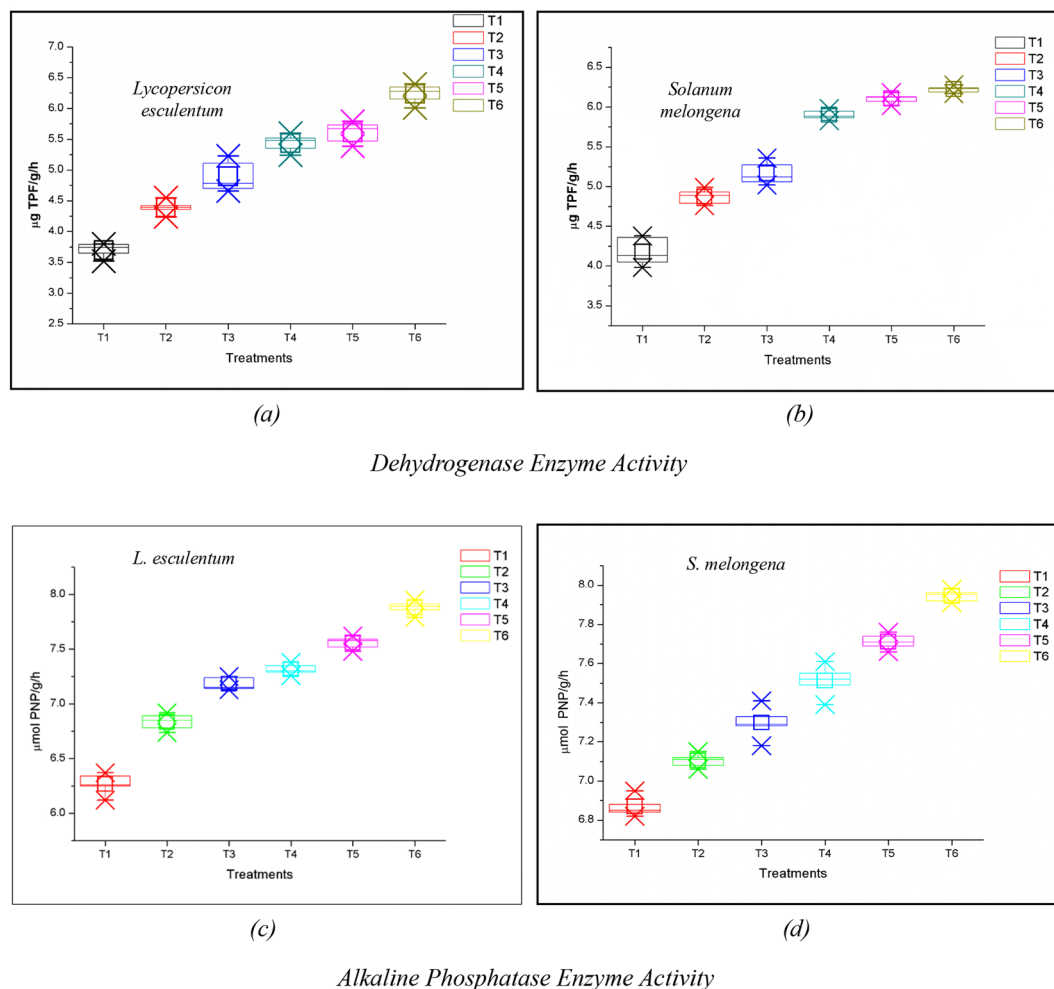 T1
T2
T3
T4
T5
T6
Lycopersicon
esculentum
7.0
6.5
6.0
5.5
5.0
4.5
4.0
3.5
3.0
2.5
µg TPF/g/h
T1 T2 T3 T4 T5 T6
Treatments
(a)
T1
T2
T3
T4
T5
T6
Solanum
melongena
6.5
6.0
5.5
5.0
4.5
4.0
3.5
µg TPF/g/h
T1 T2 T3 T4 T5 T6
Treatments
(b)
Dehydrogenase Enzyme Activity
L. esculentum
T1
T2
T3
T4
T5
T6
8.0
7.5
7.0
6.5
6.0
µmol PNP/g/h
T1 T2 T3 T4 T5 T6
Treatments
(c)
S. melongena
T1
T2
T3
T4
T5
T6
8.0
7.8
7.6
7.4
7.2
7.0
6.8
µmol PNP/g/h
T1 T2 T3 T4 T5 T6
Treatments
(d)
Alkaline Phosphatase Enzyme Activity